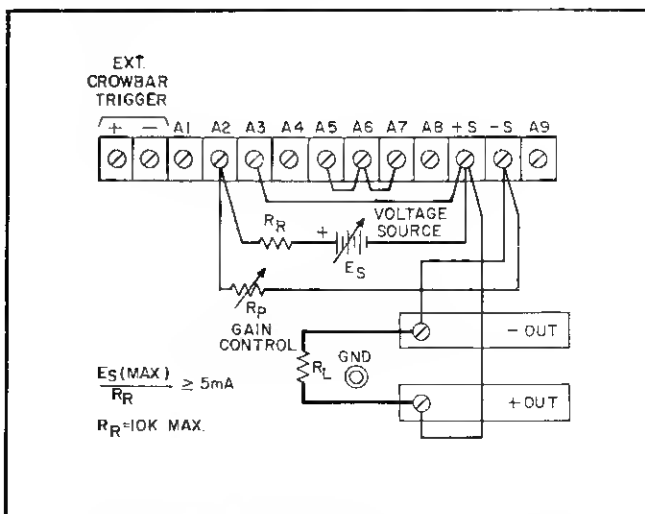 EXT.
CROWBAR
TRIGGER
+ - A1 A2 A3 A4 A5 A6 A7 A8 +S -S A9
RR
+
VOLTAGE
SOURCE
ES
RP
GAIN
CONTROL
- OUT
RL
GND
+ OUT
ES(MAX)
RR
≥ 5mA
RR=10K MAX.